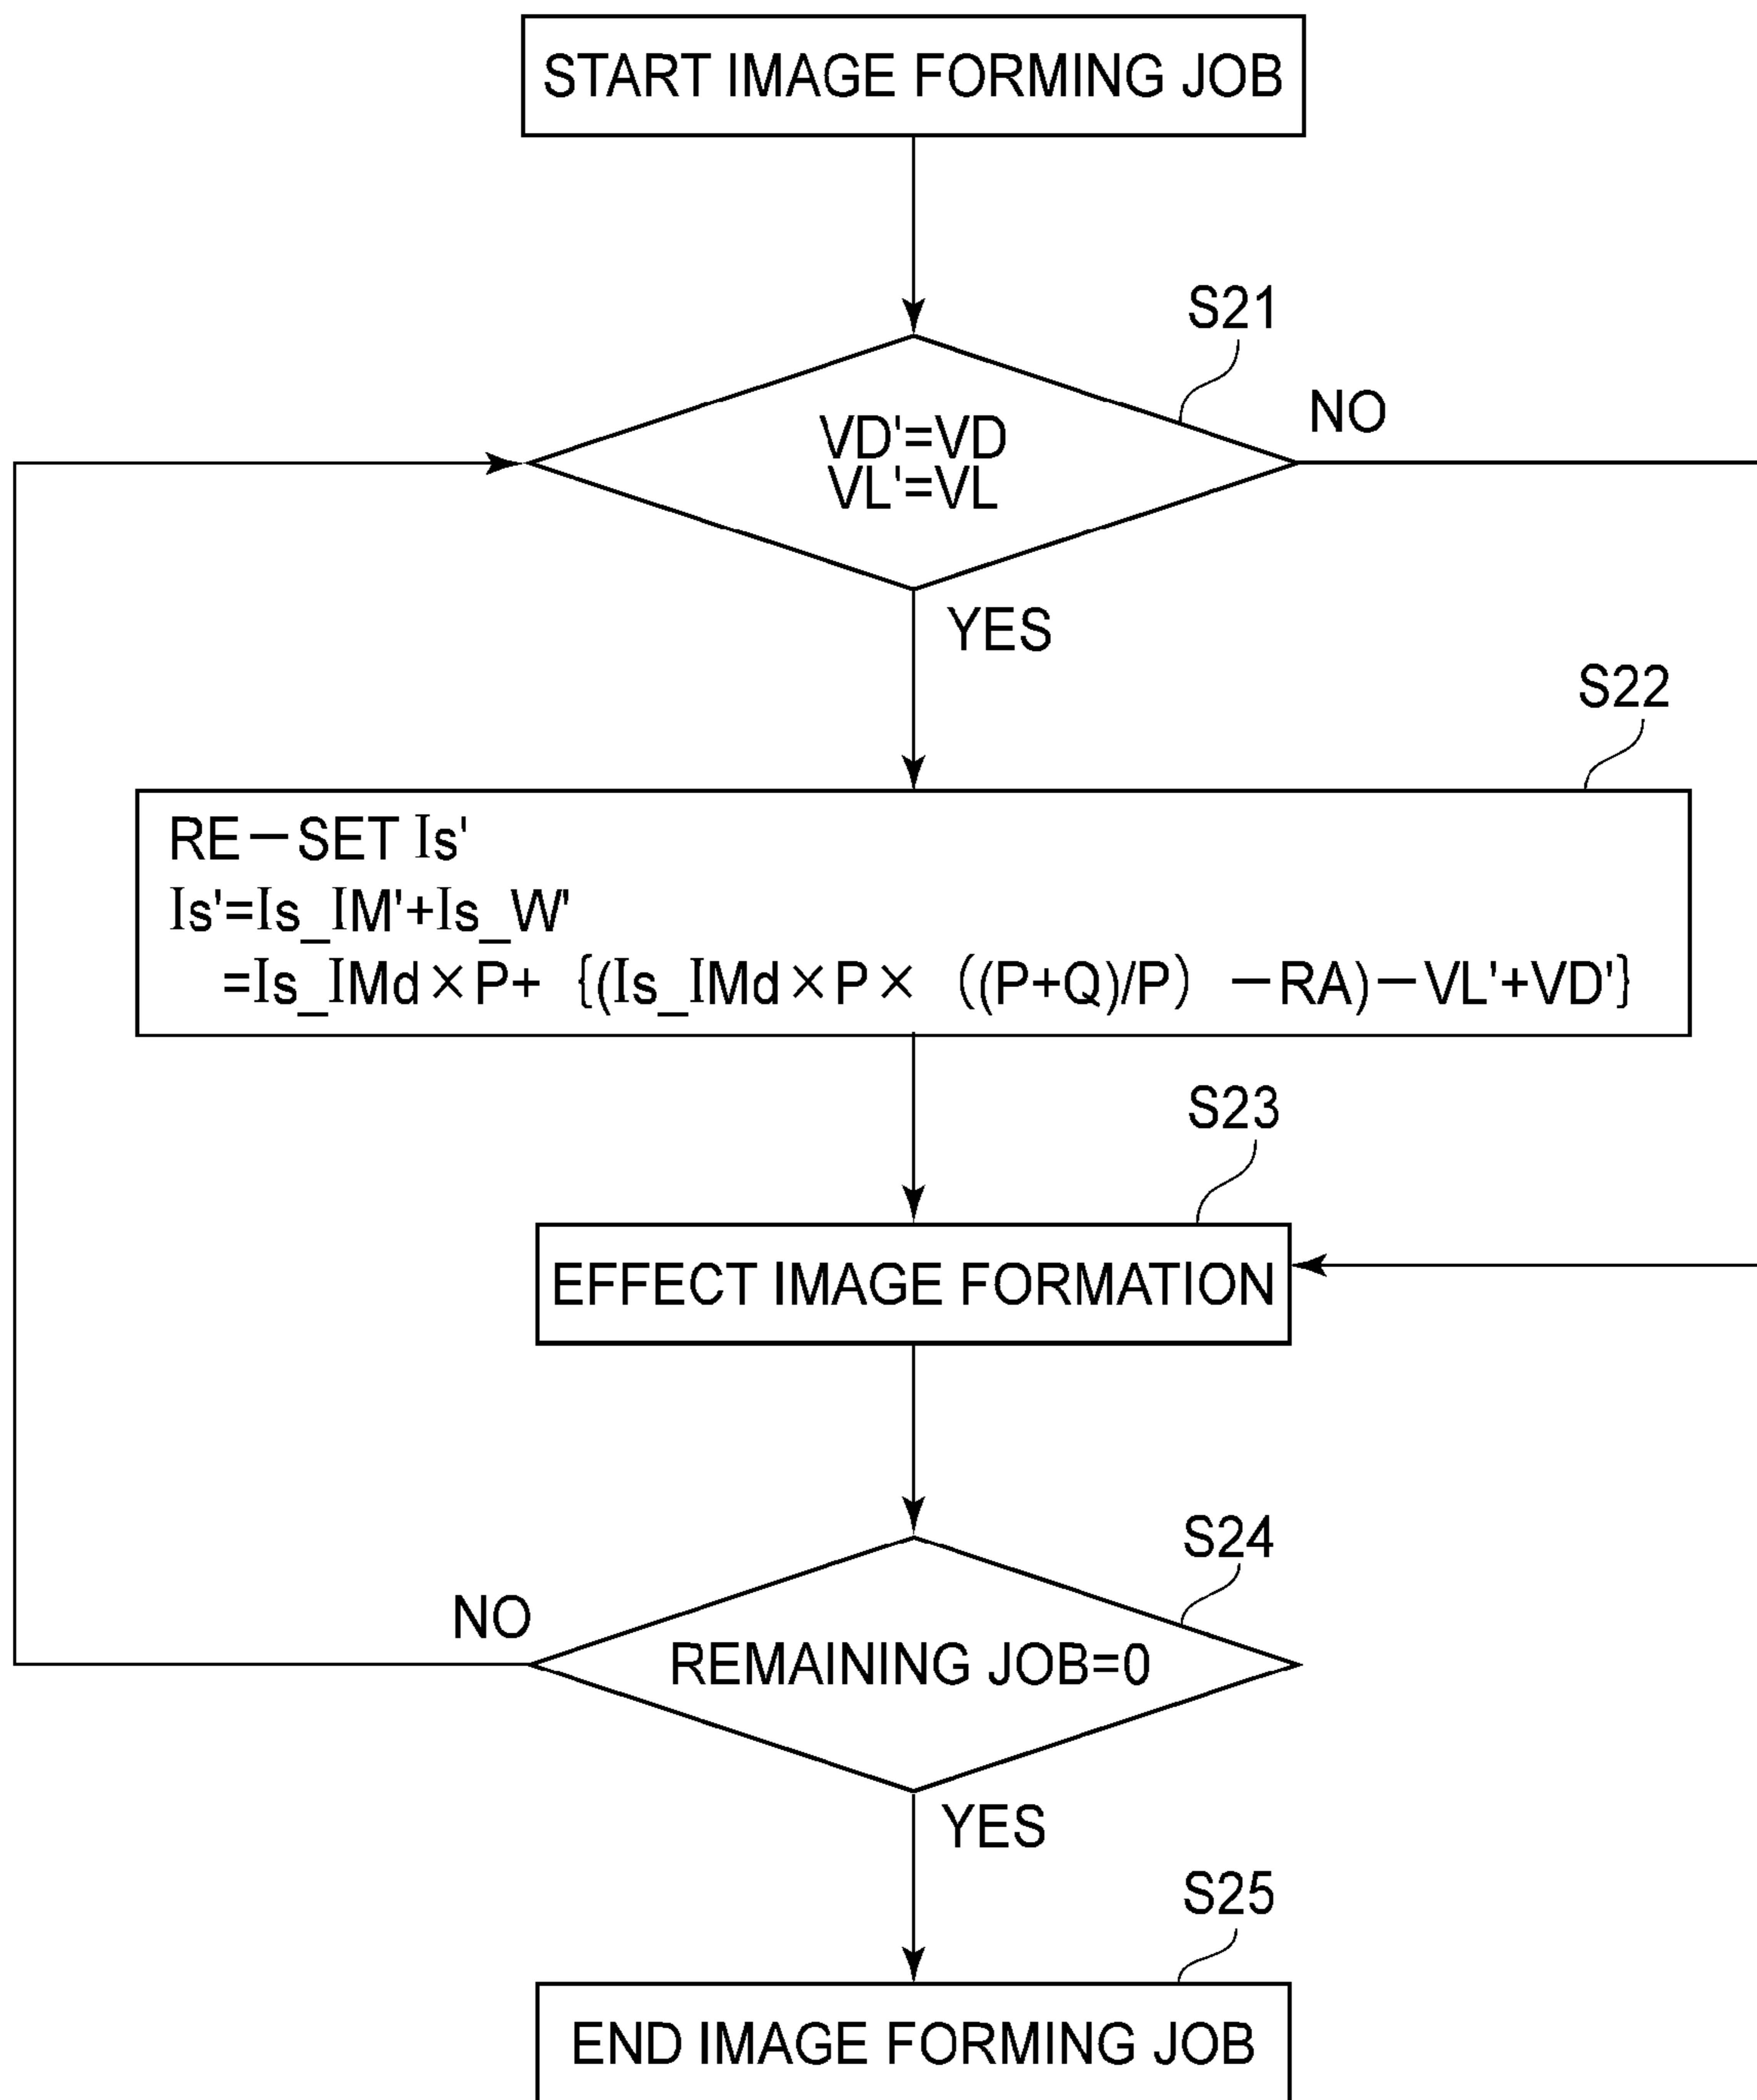 START IMAGE FORMING JOB
S21
VD'=VD
VL'=VL
NO
YES
S22
RE－SET Is'
Is'=Is_IM'+Is_W'
=Is_IMd×P+ {(Is_IMd×P× ((P+Q)/P) －RA)－VL'+VD'}
S23
EFFECT IMAGE FORMATION
S24
NO
REMAINING JOB=0
YES
S25
END IMAGE FORMING JOB